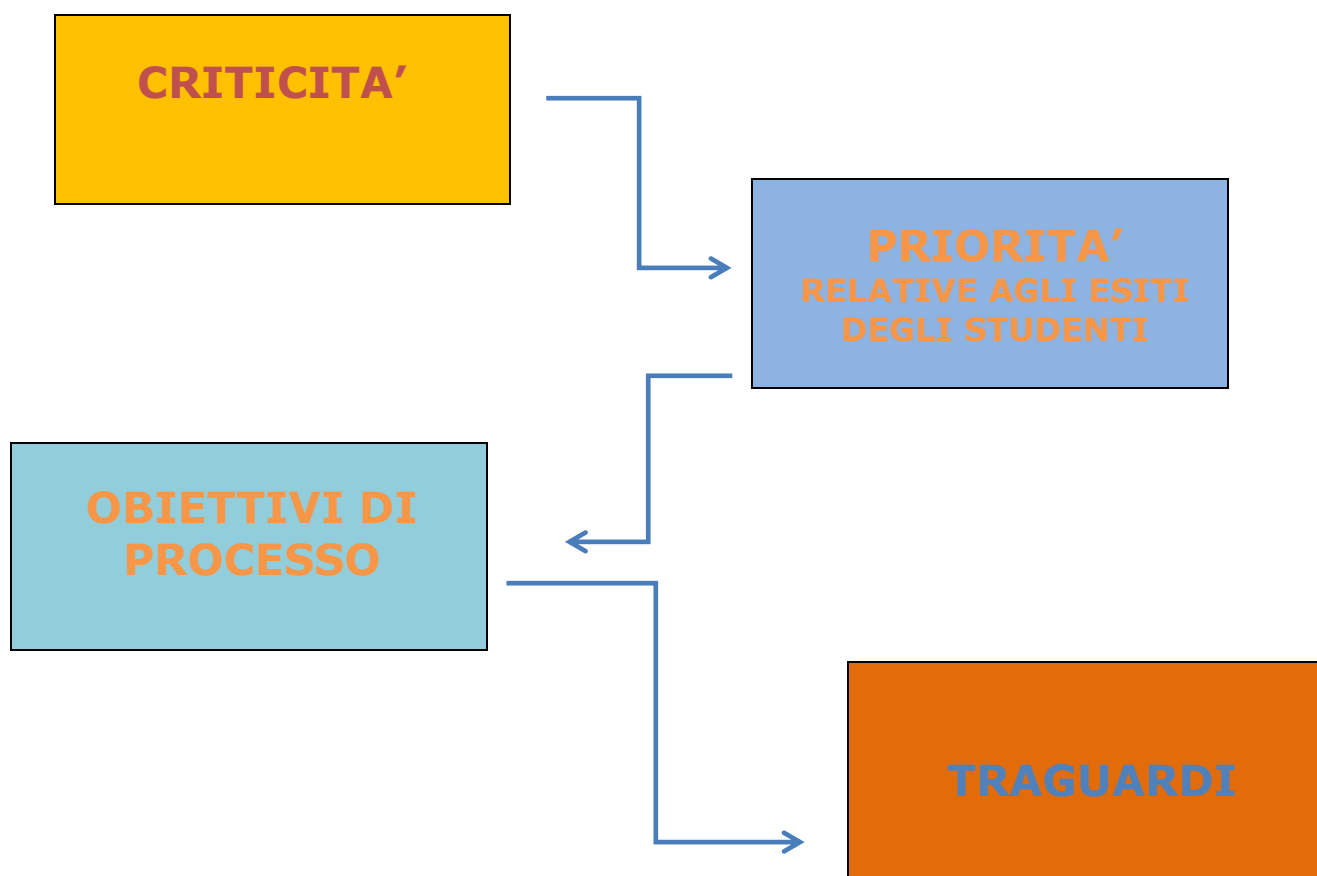 CRITICITA’
PRIORITA’
RELATIVE AGLI ESITI
DEGLI STUDENTI
OBIETTIVI DI
PROCESSO
TRAGUARDI